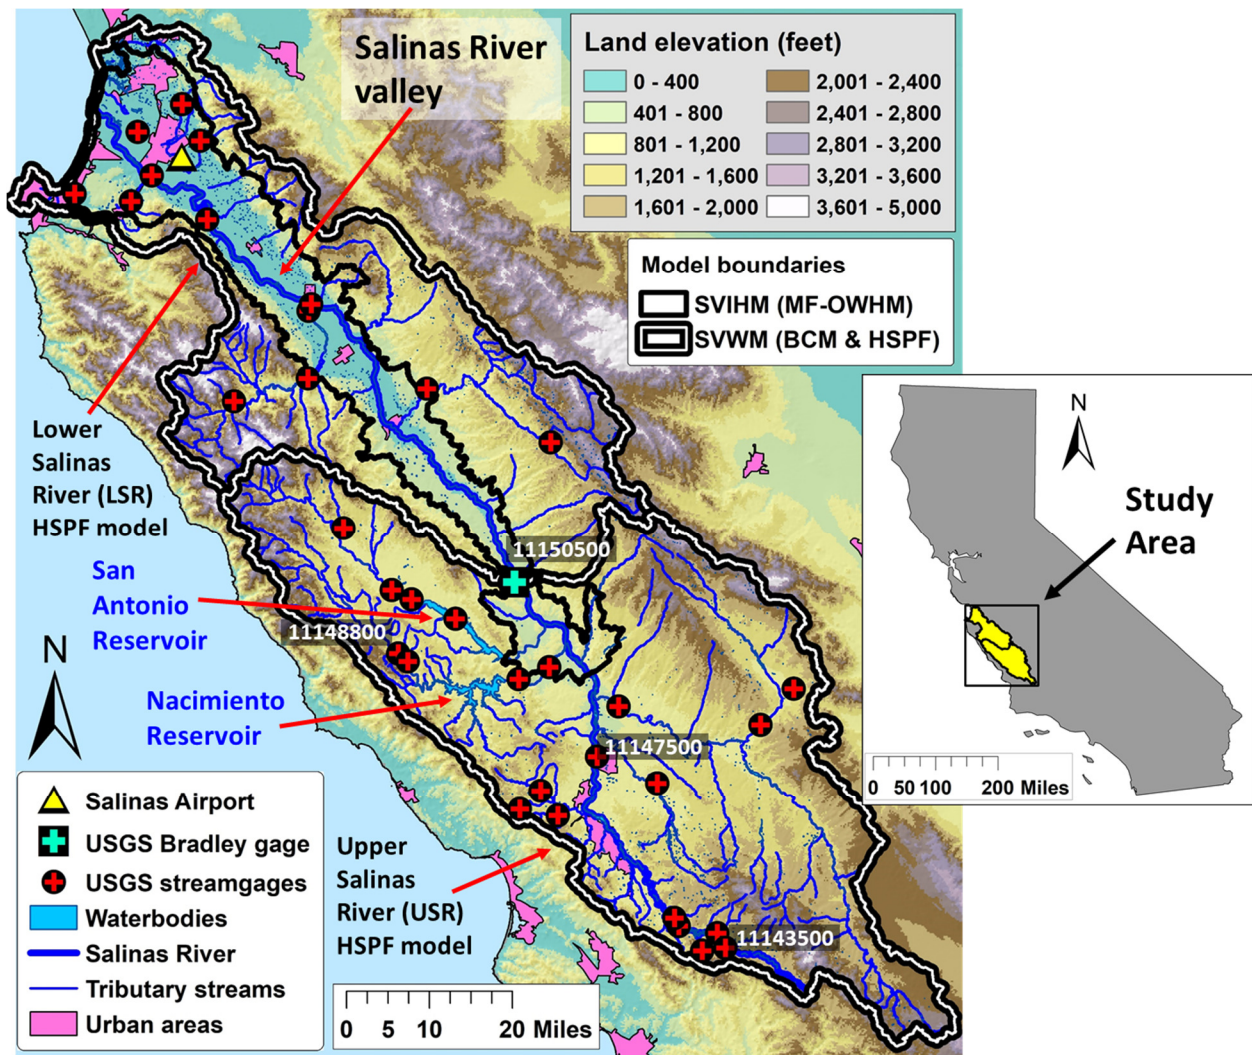 Salinas River
valley
Land elevation (feet)
0 - 400
401 - 800
801 - 1,200
1,201 - 1,600
1,601 - 2,000
2,001 - 2,400
2,401 - 2,800
2,801 - 3,200
3,201 - 3,600
3,601 - 5,000
Model boundaries
SVIHM (MF-OWHM)
SVWM (BCM & HSPF)
Lower
Salinas
River (LSR)
HSPF model
San
Antonio
Reservoir
11150500
11148800
Nacimiento
Reservoir
11147500
11143500
Upper
Salinas
River (USR)
HSPF model
N
Salinas Airport
USGS Bradley gage
USGS streamgages
Waterbodies
Salinas River
Tributary streams
Urban areas
0 5 10 20 Miles
N
Study
Area
0 50 100 200 Miles